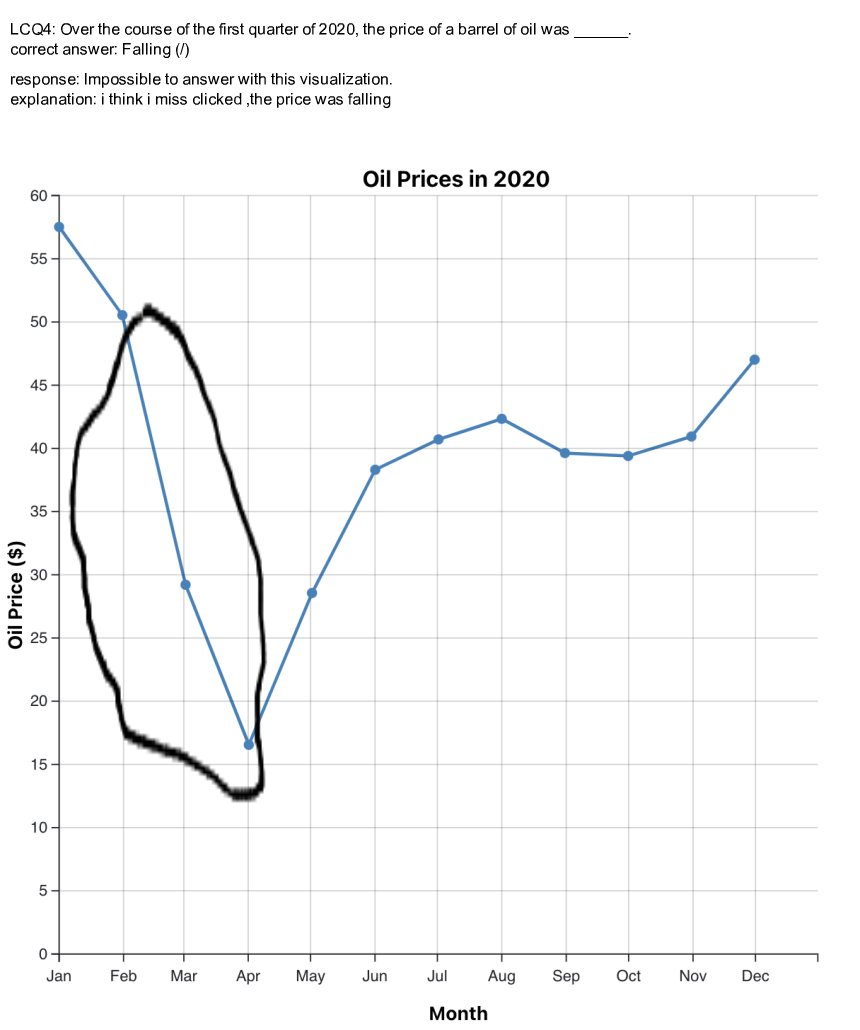 LCQ4: Over the course of the first quarter of 2020, the price of a barrel of oil was _______.
correct answer: Falling (/)
response: Impossible to answer with this visualization.
explanation: i think i miss clicked ,the price was falling
Oil Prices in 2020
60
55
50
45
40
35
30
25
20
15
10
5
0
Oil Price ($)
Jan Feb Mar Apr May Jun Jul Aug Sep Oct Nov Dec
Month